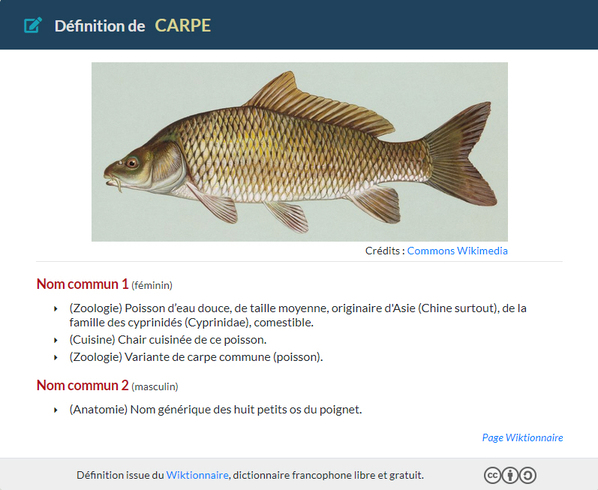 Définition de CARPE
Crédits : Commons Wikimedia
Nom commun 1 (féminin)
(Zoologie) Poisson d’eau douce, de taille moyenne, originaire d'Asie (Chine surtout), de la
famille des cyprinidés (Cyprinidae), comestible.
(Cuisine) Chair cuisinée de ce poisson.
(Zoologie) Variante de carpe commune (poisson).
Nom commun 2 (masculin)
(Anatomie) Nom générique des huit petits os du poignet.
Page Wiktionnaire
Définition issue du Wiktionnaire, dictionnaire francophone libre et gratuit.
cc